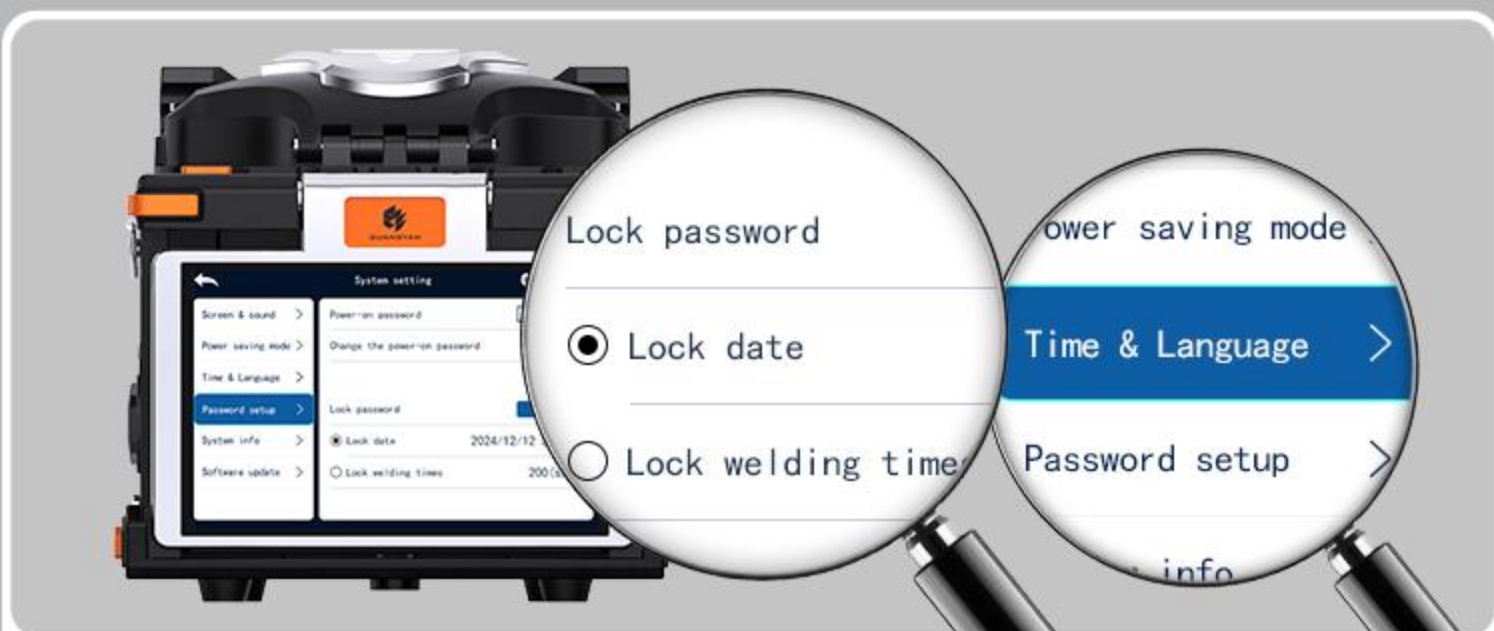 System setting
Screen & sound
Power saving mode
Time & Language
Password setup
System info
Software update
Power-on password
Change the power-on password
Lock password
Lock date 2024/12/12
Lock welding times 200
Lock password
Lock date
Lock welding time
ower saving mode
Time & Language
Password setup
info